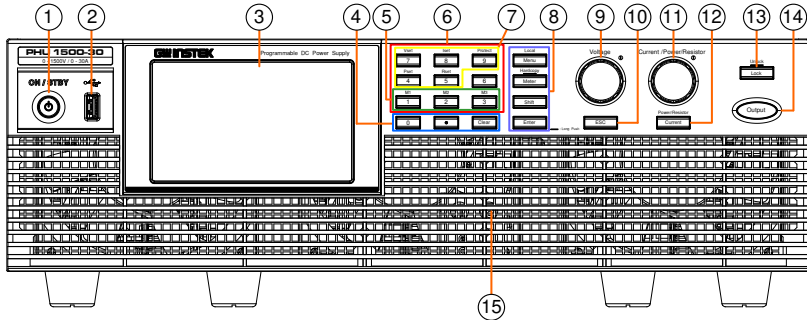 1 2 3 4 5 6 7 8 9 10 11 12 13 14
PHU 1500-30
0 - 1500V / 0 - 30A
ON / STBY
GWINSTEK
Programmable DC Power Supply
Vset Iset Protect
7 8 9
Pset Rset
4 5 6
M1 M2 M3
1 2 3
0 • Clear
Local
Menu
Hardcopy
Meter
Shift
Enter
Long Push
Voltage
ESC
Current /Power/Resistor
Power/Resistor
Current
Unlock
Lock
Output
15